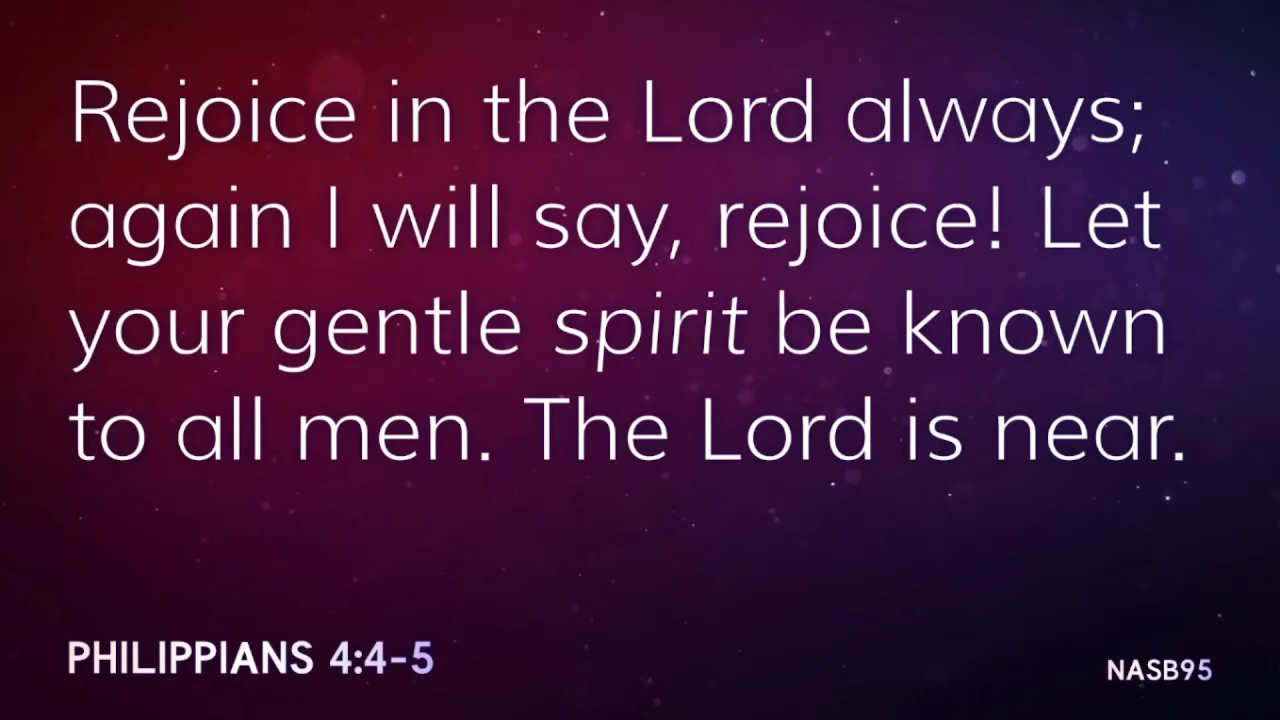 Rejoice in the Lord always;
again I will say, rejoice! Let
your gentle spirit be known
to all men. The Lord is near.
PHILIPPIANS 4:4-5
NASB95